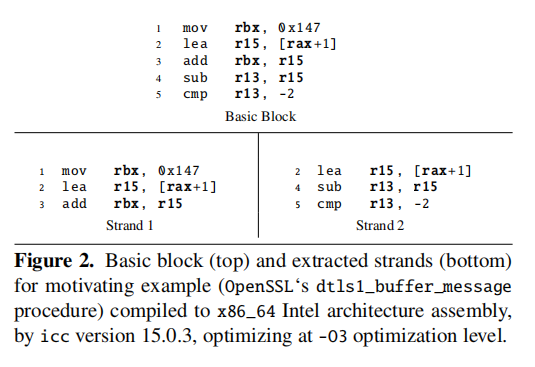 1 mov rbx, 0x147
2 lea r15, [rax+1]
3 add rbx, r15
4 sub r13, r15
5 cmp r13, -2
Basic Block
1 mov rbx, 0x147
2 lea r15, [rax+1]
3 add rbx, r15
Strand 1
2 lea r15, [rax+1]
4 sub r13, r15
5 cmp r13, -2
Strand 2
Figure 2. Basic block (top) and extracted strands (bottom)
for motivating example (OpenSSL‘s dtls1_buffer_message
procedure) compiled to x86_64 Intel architecture assembly,
by icc version 15.0.3, optimizing at -O3 optimization level.